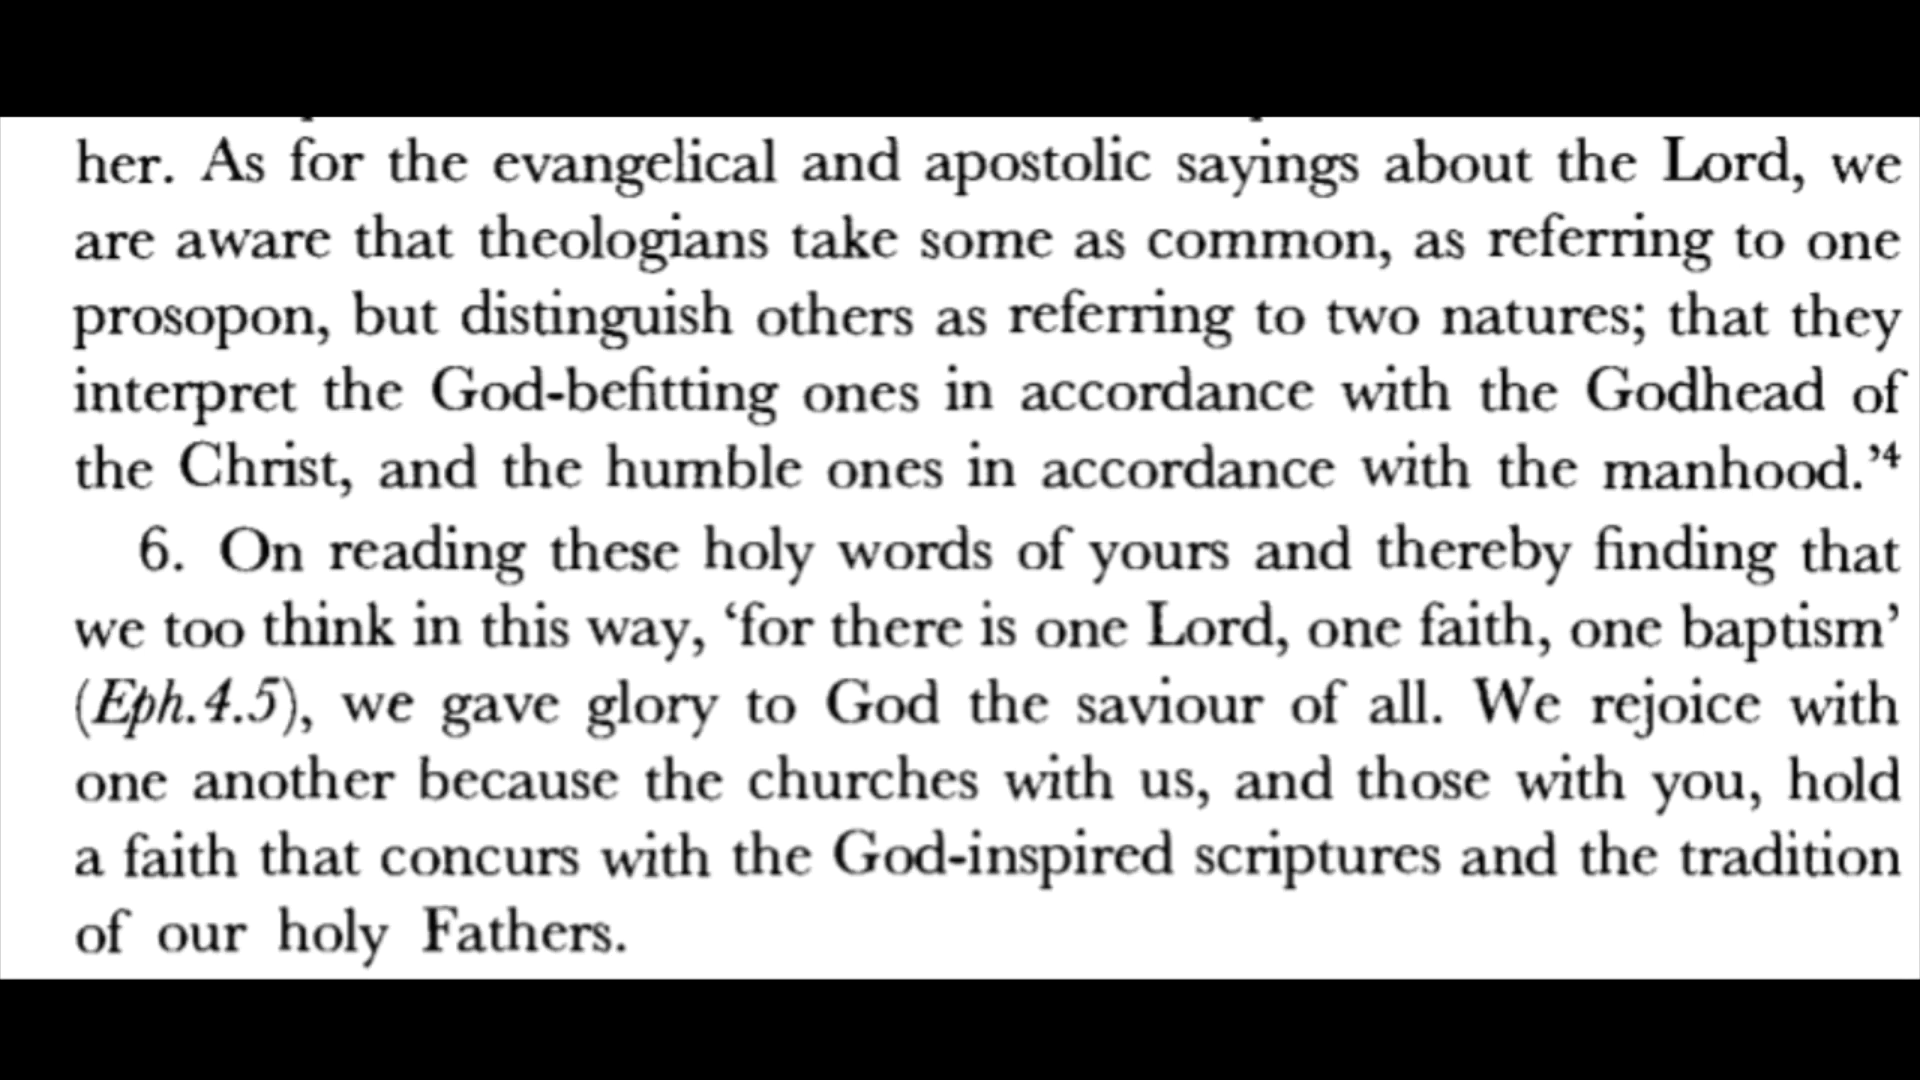 her. As for the evangelical and apostolic sayings about the Lord, we
are aware that theologians take some as common, as referring to one
prosopon, but distinguish others as referring to two natures; that they
interpret the God-befitting ones in accordance with the Godhead of
the Christ, and the humble ones in accordance with the manhood.’4
6. On reading these holy words of yours and thereby finding that
we too think in this way, ‘for there is one Lord, one faith, one baptism’
(Eph.4.5), we gave glory to God the saviour of all. We rejoice with
one another because the churches with us, and those with you, hold
a faith that concurs with the God-inspired scriptures and the tradition
of our holy Fathers.